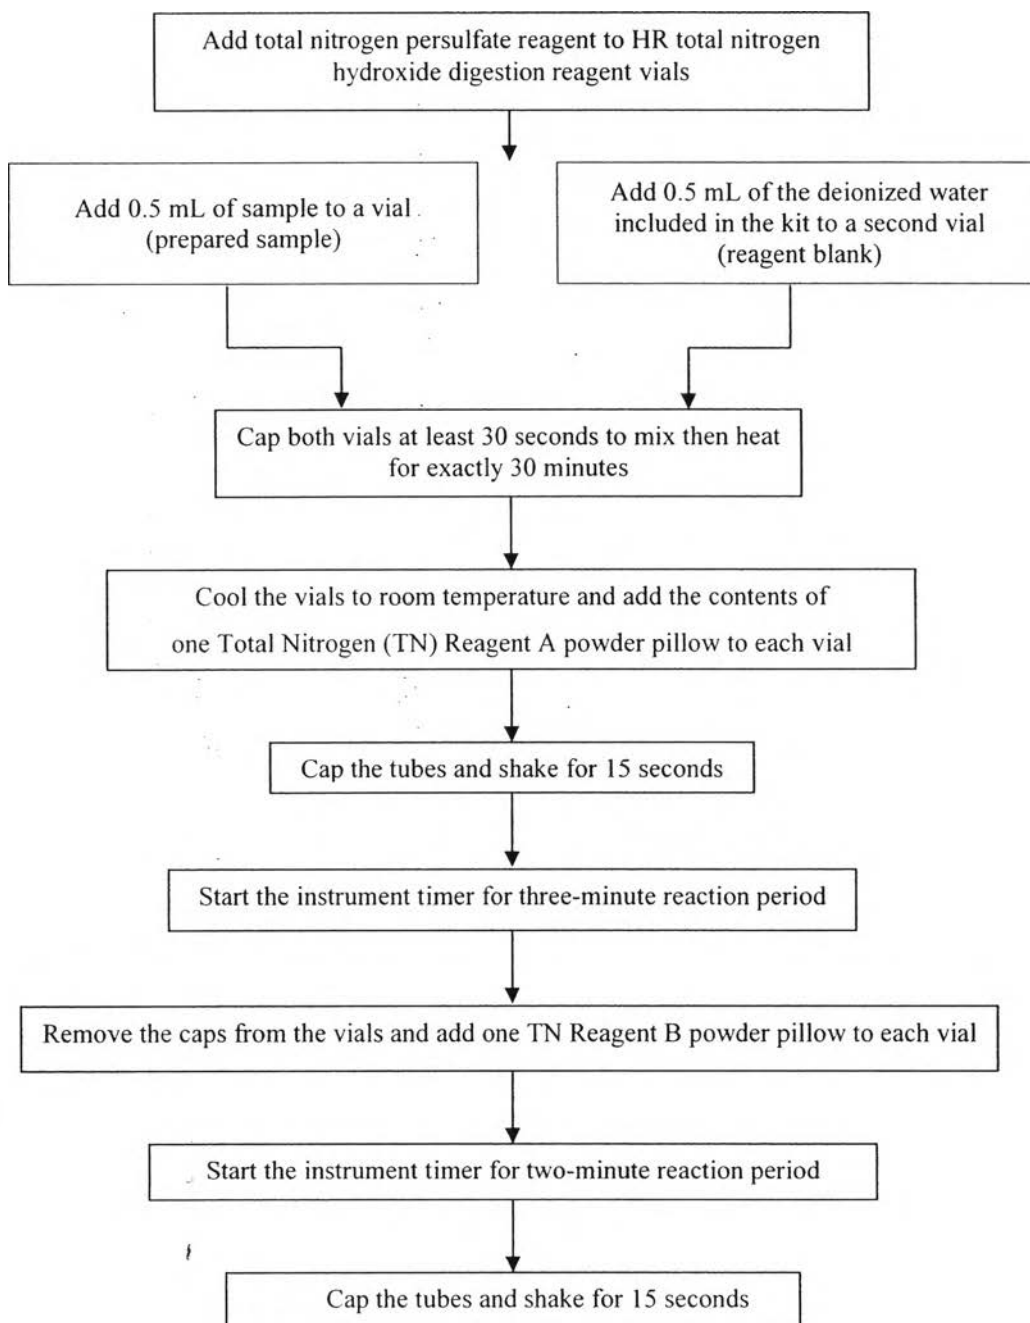 Add total nitrogen persulfate reagent to HR total nitrogen
hydroxide digestion reagent vials
Add 0.5 mL of sample to a vial
(prepared sample)
Add 0.5 mL of the deionized water
included in the kit to a second vial
(reagent blank)
Cap both vials at least 30 seconds to mix then heat
for exactly 30 minutes
Cool the vials to room temperature and add the contents of
one Total Nitrogen (TN) Reagent A powder pillow to each vial
Cap the tubes and shake for 15 seconds
Start the instrument timer for three-minute reaction period
Remove the caps from the vials and add one TN Reagent B powder pillow to each vial
Start the instrument timer for two-minute reaction period
Cap the tubes and shake for 15 seconds